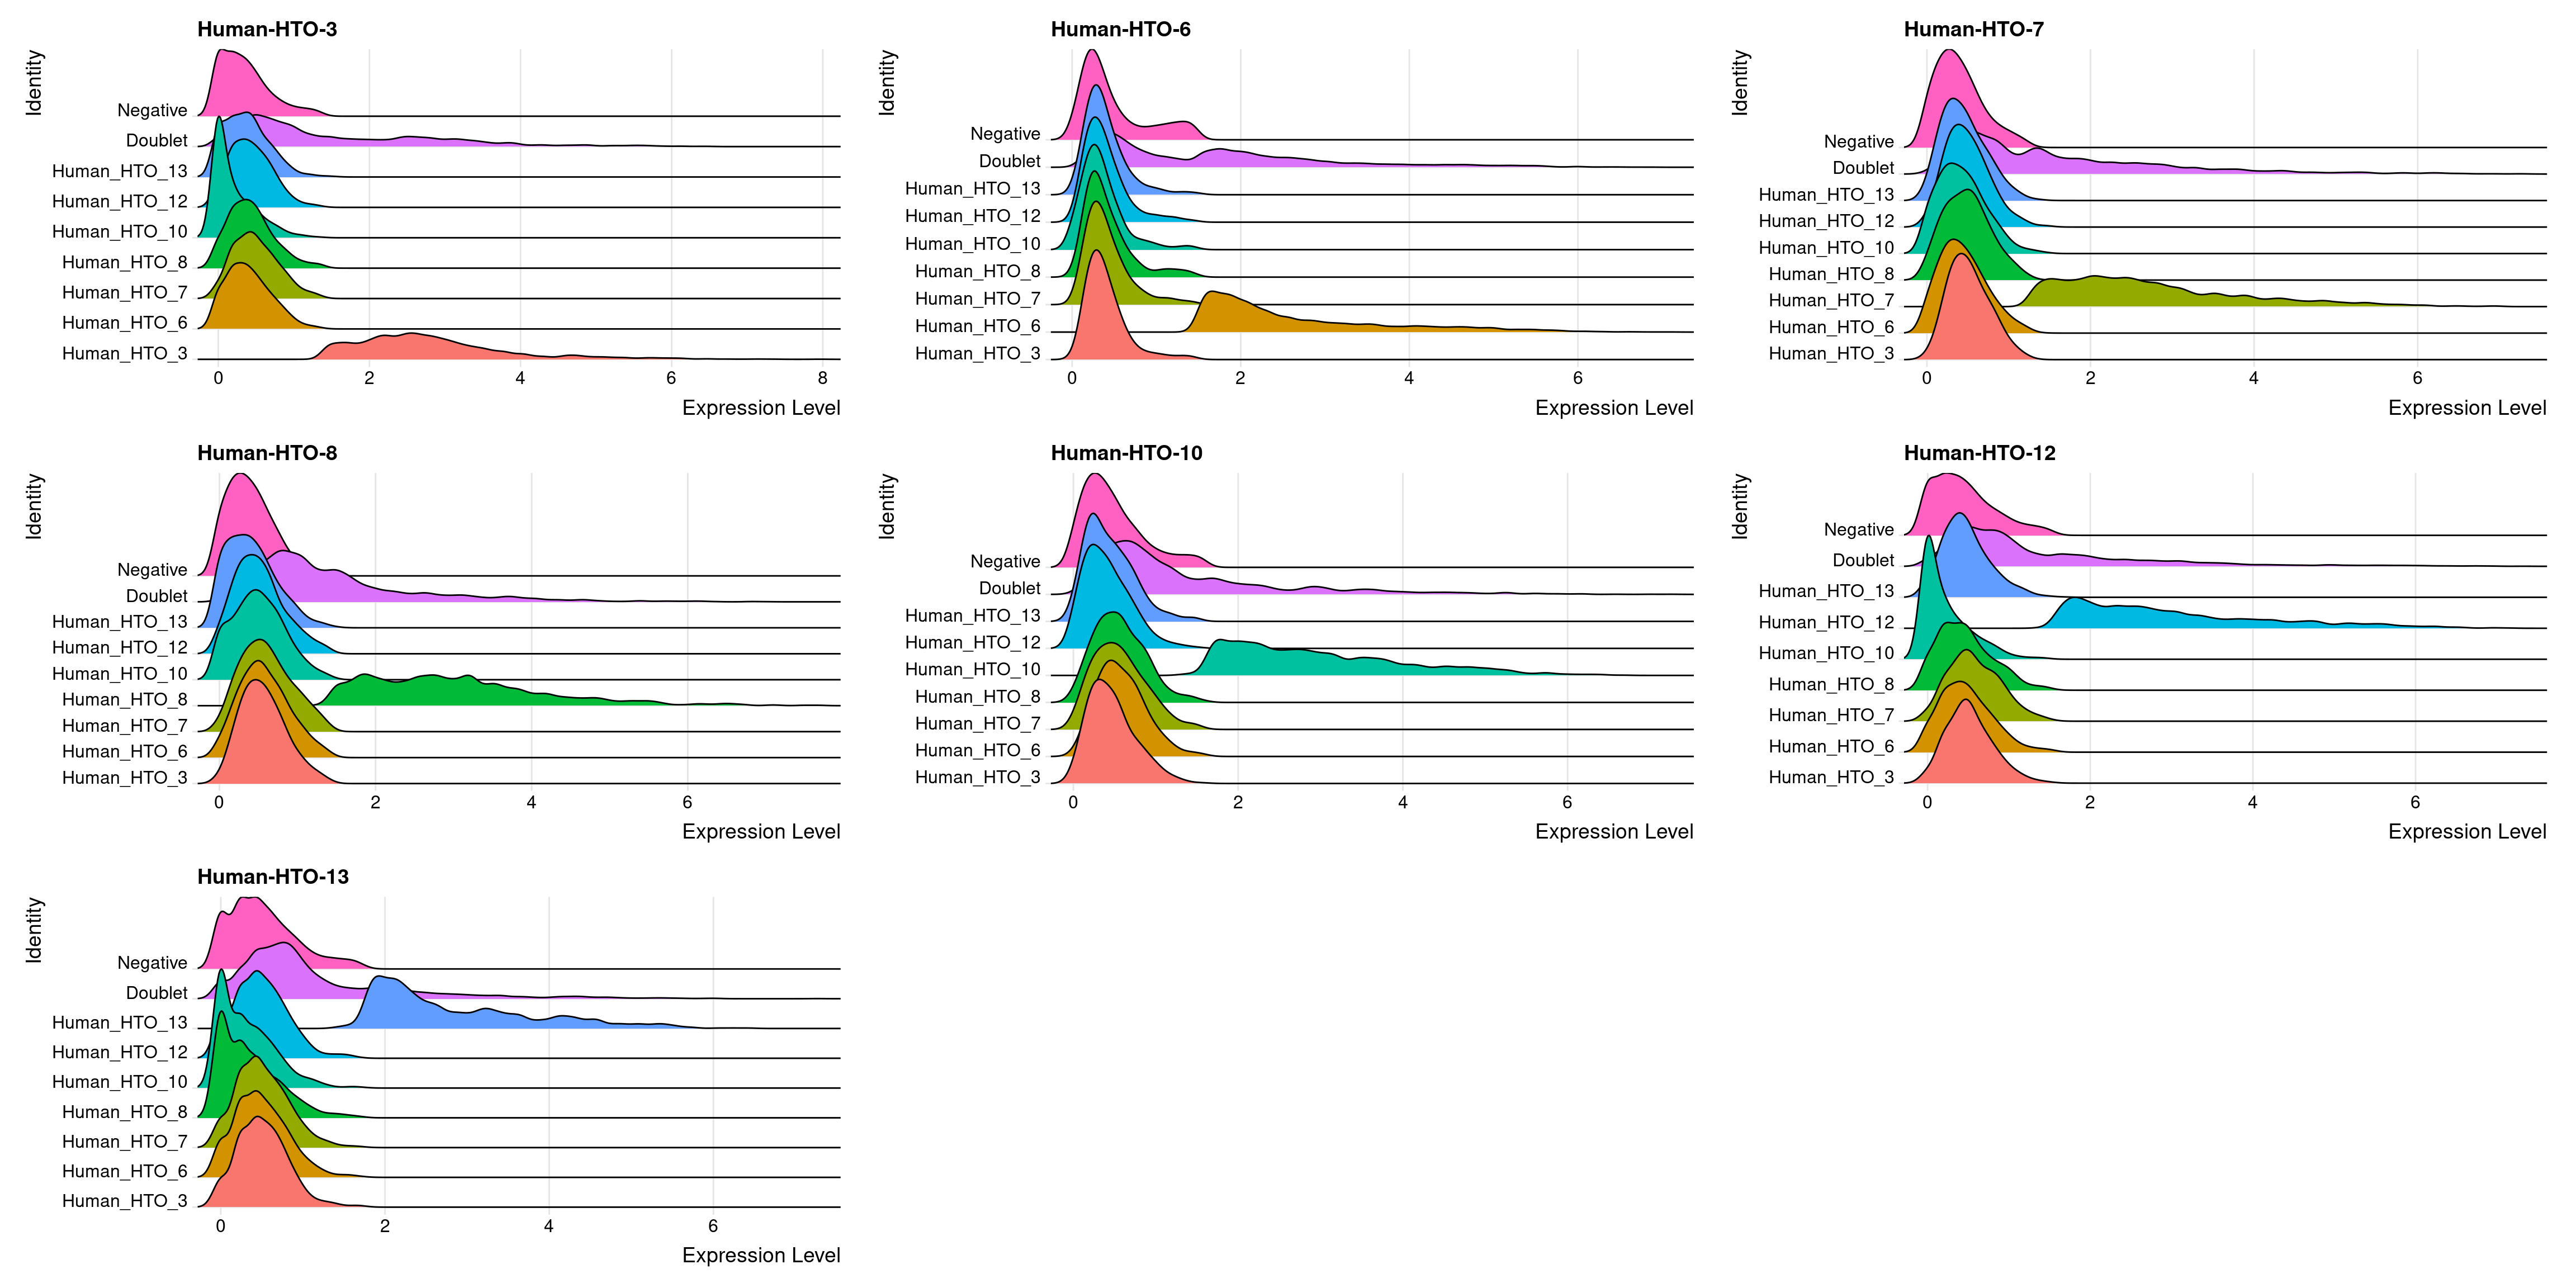 Human-HTO-3
Identity
Negative
Doublet
Human_HTO_13
Human_HTO_12
Human_HTO_10
Human_HTO_8
Human_HTO_7
Human_HTO_6
Human_HTO_3
0 2 4 6 8
Expression Level
Human-HTO-6
Identity
Negative
Doublet
Human_HTO_13
Human_HTO_12
Human_HTO_10
Human_HTO_8
Human_HTO_7
Human_HTO_6
Human_HTO_3
0 2 4 6
Expression Level
Human-HTO-7
Identity
Negative
Doublet
Human_HTO_13
Human_HTO_12
Human_HTO_10
Human_HTO_8
Human_HTO_7
Human_HTO_6
Human_HTO_3
0 2 4 6
Expression Level
Human-HTO-8
Identity
Negative
Doublet
Human_HTO_13
Human_HTO_12
Human_HTO_10
Human_HTO_8
Human_HTO_7
Human_HTO_6
Human_HTO_3
0 2 4 6
Expression Level
Human-HTO-10
Identity
Negative
Doublet
Human_HTO_13
Human_HTO_12
Human_HTO_10
Human_HTO_8
Human_HTO_7
Human_HTO_6
Human_HTO_3
0 2 4 6
Expression Level
Human-HTO-12
Identity
Negative
Doublet
Human_HTO_13
Human_HTO_12
Human_HTO_10
Human_HTO_8
Human_HTO_7
Human_HTO_6
Human_HTO_3
0 2 4 6
Expression Level
Human-HTO-13
Identity
Negative
Doublet
Human_HTO_13
Human_HTO_12
Human_HTO_10
Human_HTO_8
Human_HTO_7
Human_HTO_6
Human_HTO_3
0 2 4 6
Expression Level